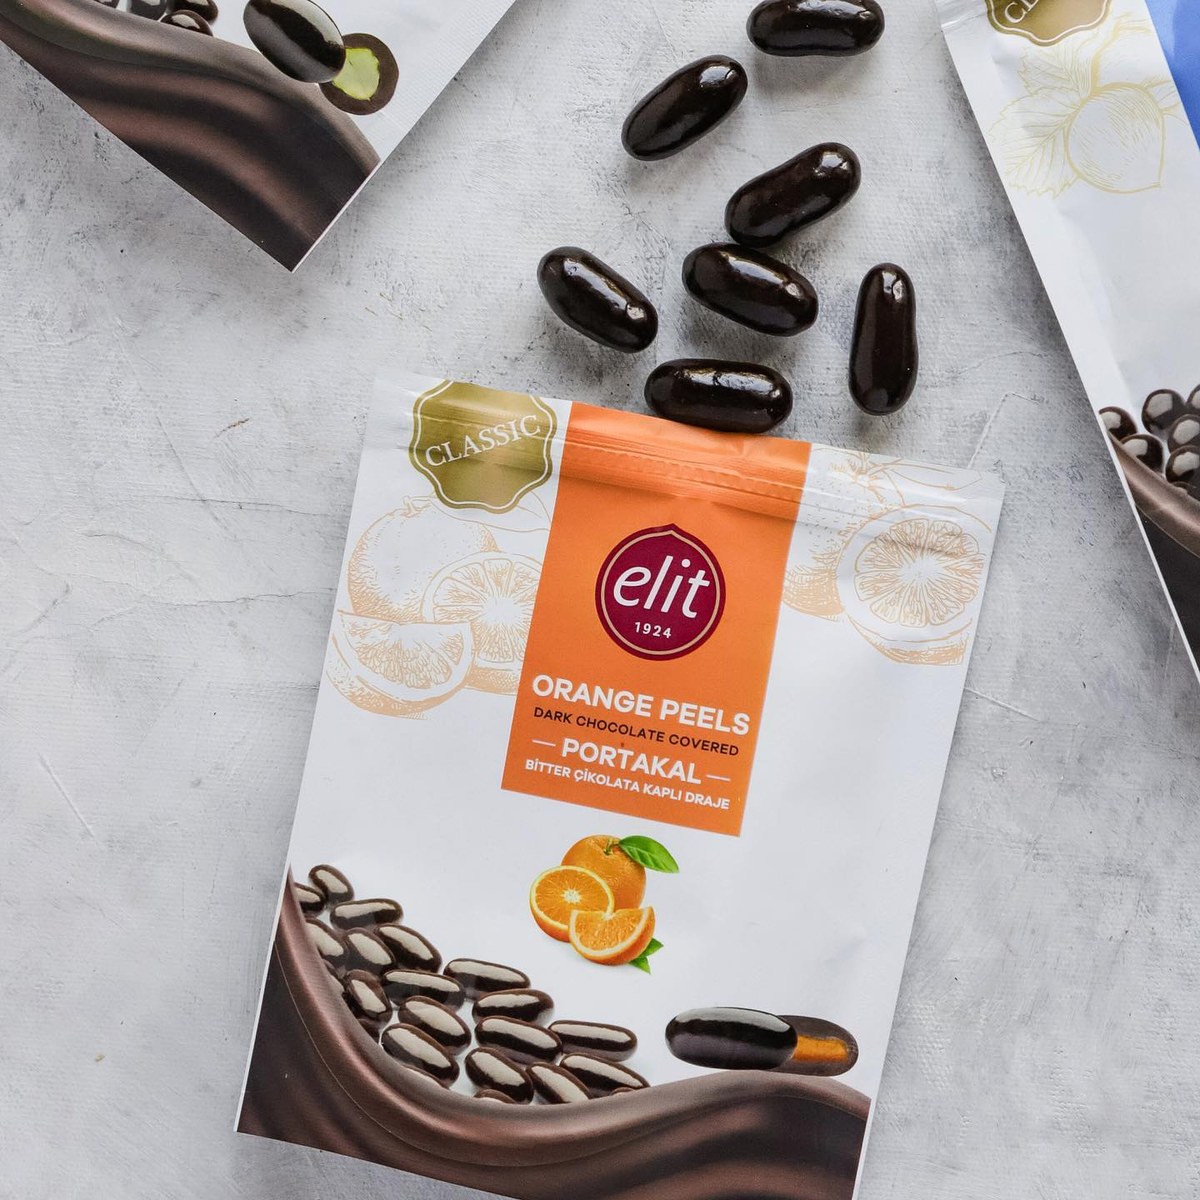 CLASSIC
elit
1924
ORANGE PEELS
DARK CHOCOLATE COVERED
PORTAKAL
BİTTER ÇİKOLATA KAPLI DRAJE